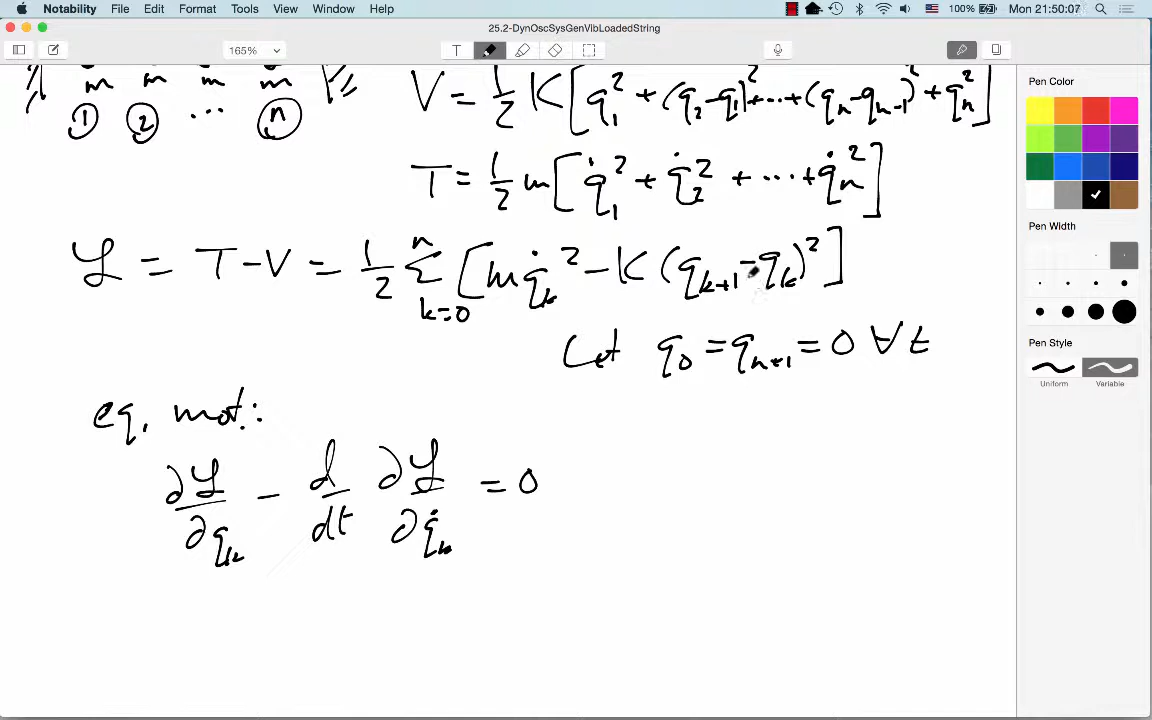 Notability File Edit Format Tools View Window Help 100% Mon 21:50:07
25.2-DynOscSysGenVibLoadedString
165%
m m m m
① ② ... ⓝ
V = 1/2 K[q₁² + (q₂-q₁)² + ... + (qₙ-qₙ₋₁)² + qₙ²]
T = 1/2 m[q̇₁² + q̇₂² + ... + q̇ₙ²]
ℒ = T - V = 1/2 Σₖ₌₀ⁿ [m q̇ₖ² - K(qₖ₊₁ - qₖ)²]
Let q₀ = qₙ₊₁ = 0 ∀ t
eq. mot.:
∂ℒ/∂qₖ - d/dt ∂ℒ/∂q̇ₖ = 0
Pen Color
Pen Width
Pen Style
Uniform Variable